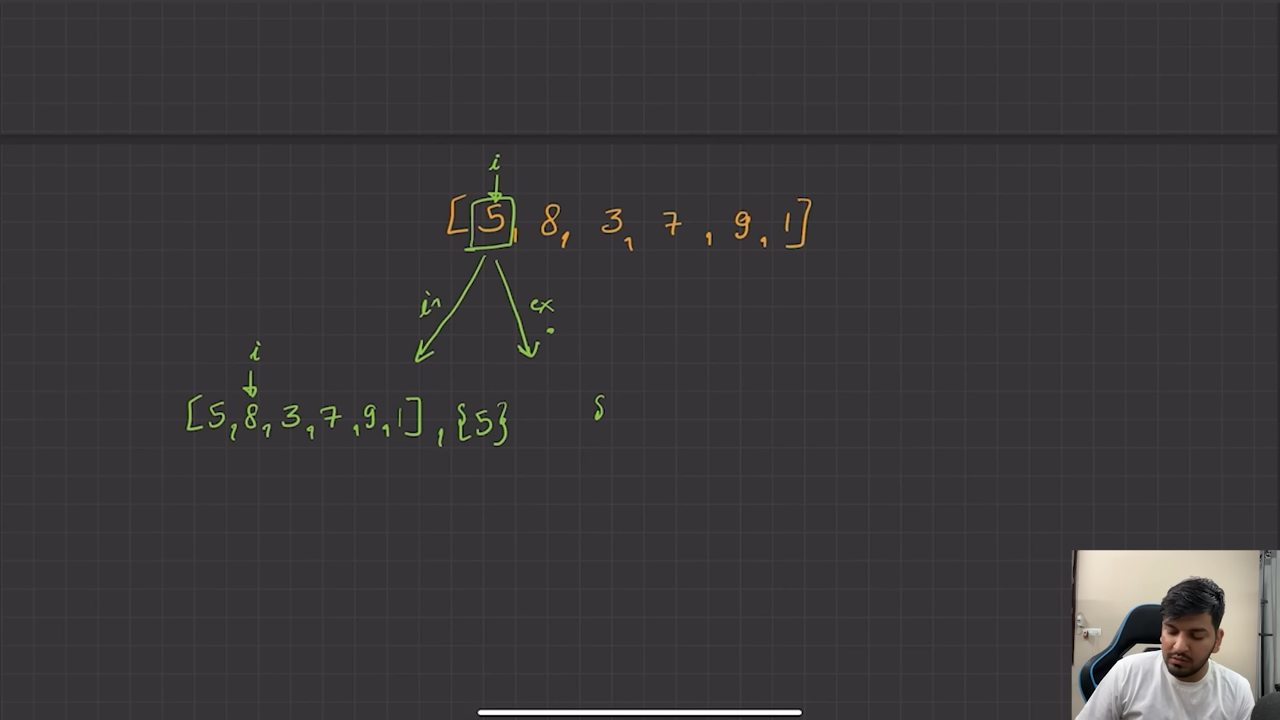 i
[5, 8, 3, 7, 9, 1]
in ex
i
[5, 8, 3, 7, 9, 1], {5}